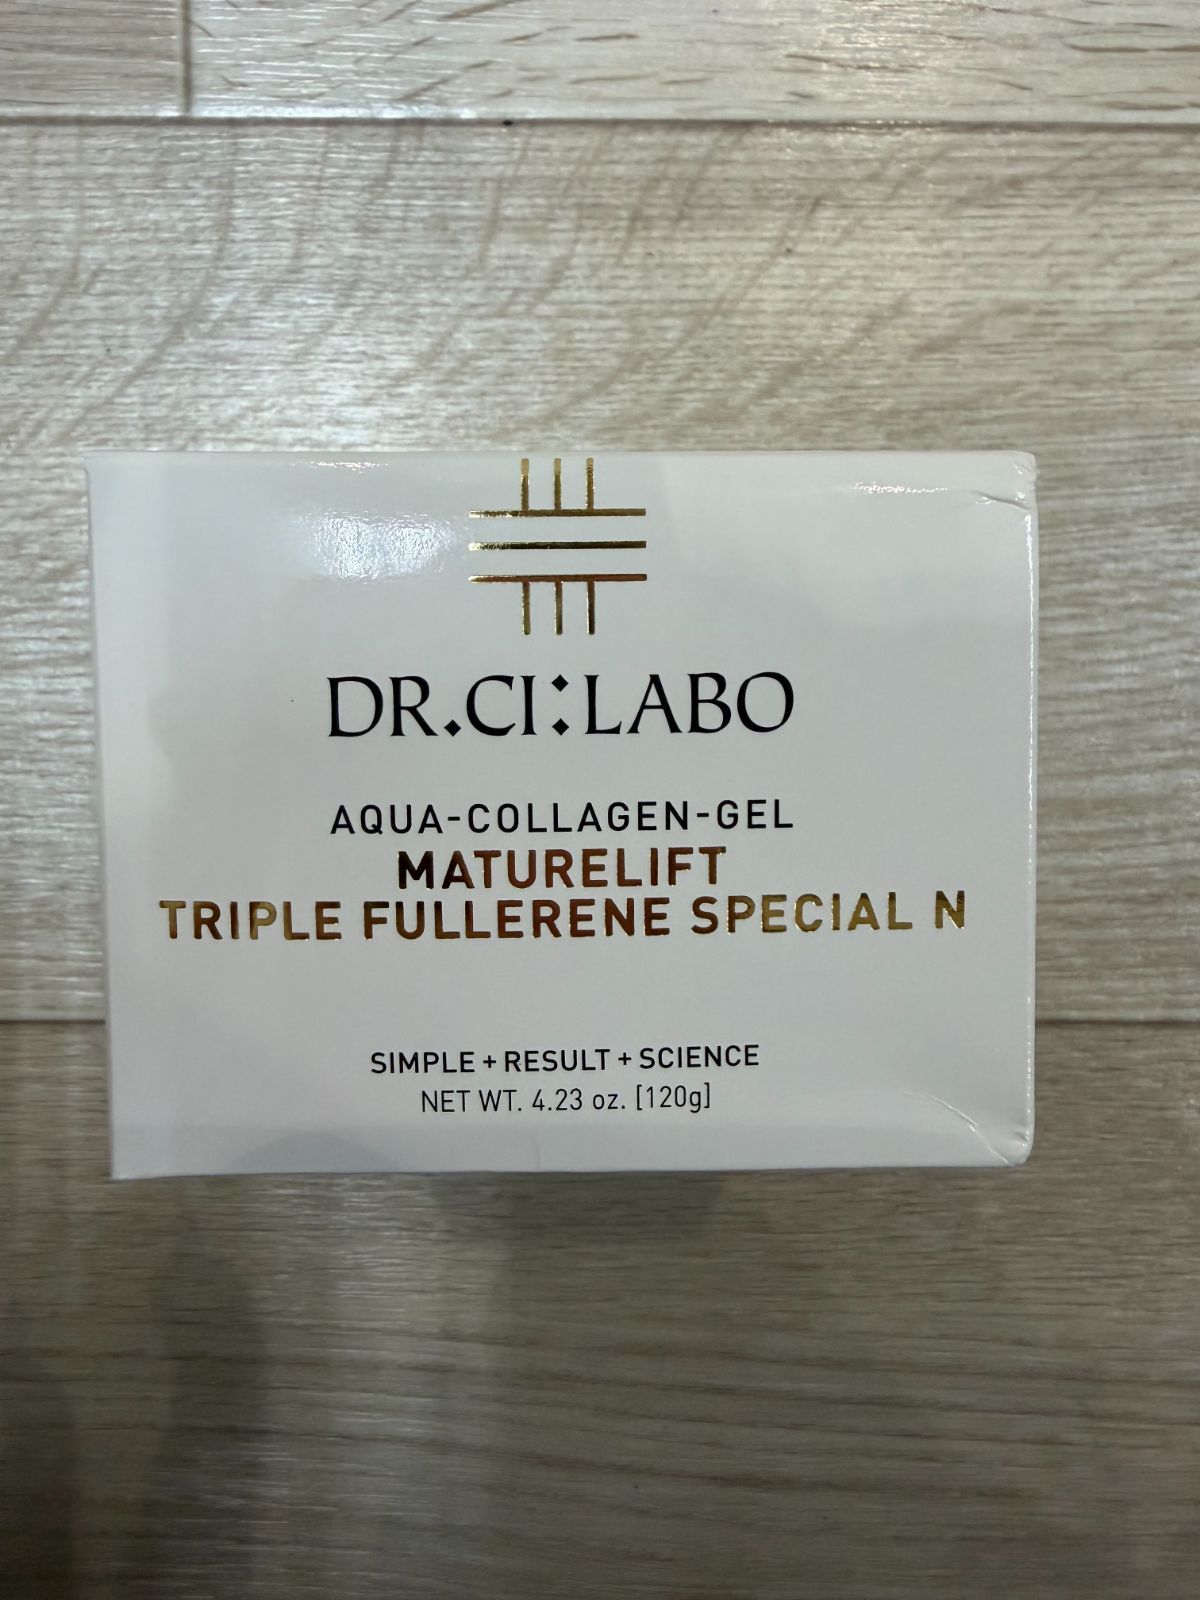 DR.CI:LABO
AQUA-COLLAGEN-GEL
MATURELIFT
TRIPLE FULLERENE SPECIAL N
SIMPLE + RESULT + SCIENCE
NET WT. 4.23 oz. [120g]